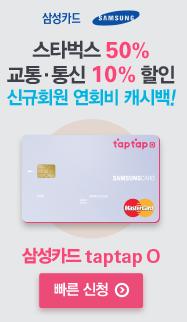 삼성카드 SAMSUNG
스타벅스 50%
교통·통신 10% 할인
신규회원 연회비 캐시백!
taptap O
SAMSUNG CARD
MasterCard
삼성카드 taptap O
빠른 신청